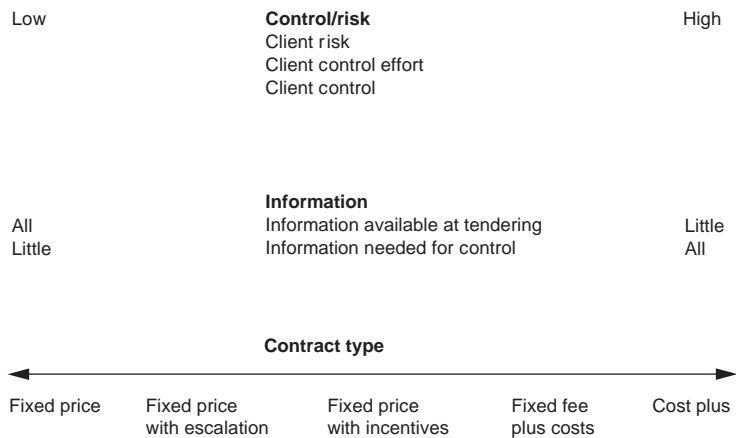 Low Control/risk High
Client risk
Client control effort
Client control
Information
All Information available at tendering Little
Little Information needed for control All
Contract type
Fixed price Fixed price Fixed price Fixed fee Cost plus
with escalation with incentives plus costs